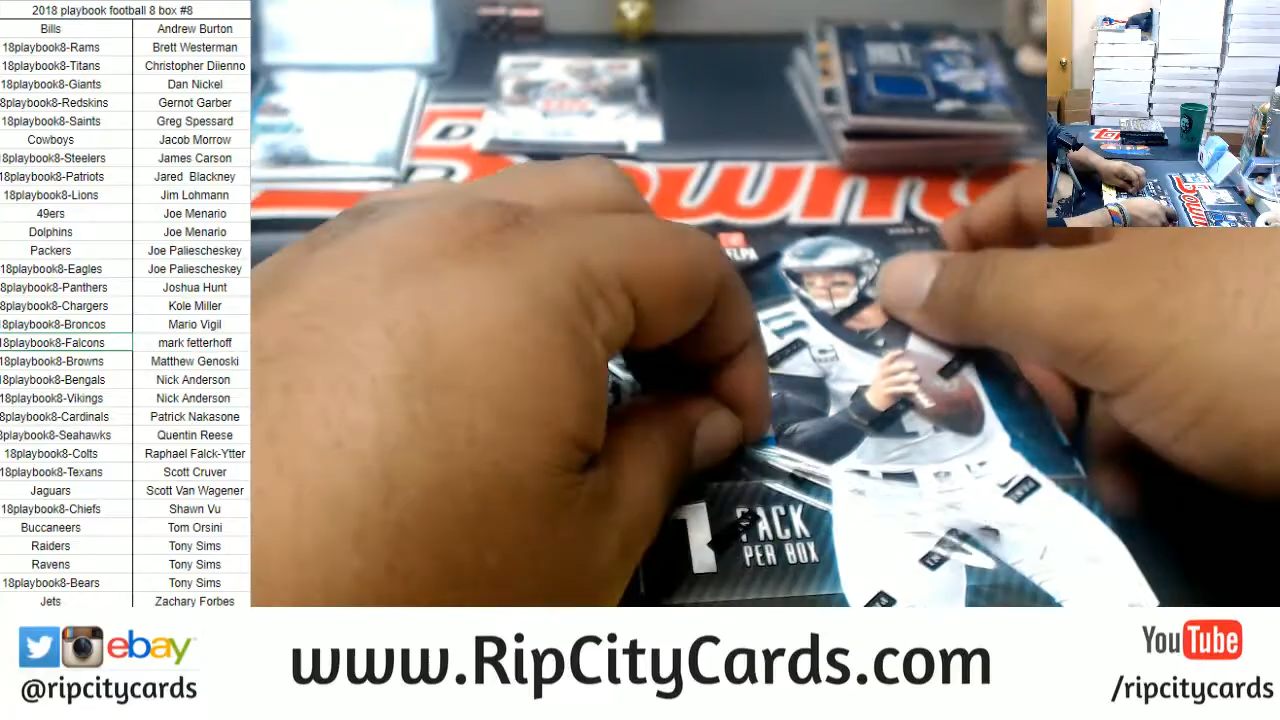 2018 playbook football 8 box #8
Bills Andrew Burton
18playbook8-Rams Brett Westerman
18playbook8-Titans Christopher Diienno
18playbook8-Giants Dan Nickel
8playbook8-Redskins Gernot Garber
18playbook8-Saints Greg Spessard
Cowboys Jacob Morrow
18playbook8-Steelers James Carson
18playbook8-Patriots Jared Blackney
18playbook8-Lions Jim Lohmann
49ers Joe Menario
Dolphins Joe Menario
Packers Joe Paliescheskey
18playbook8-Eagles Joe Paliescheskey
8playbook8-Panthers Joshua Hunt
8playbook8-Chargers Kole Miller
18playbook8-Broncos Mario Vigil
18playbook8-Falcons mark fetterhoff
18playbook8-Browns Matthew Genoski
18playbook8-Bengals Nick Anderson
18playbook8-Vikings Nick Anderson
8playbook8-Cardinals Patrick Nakasone
8playbook8-Seahawks Quentin Reese
18playbook8-Colts Raphael Falck-Ytter
18playbook8-Texans Scott Cruver
Jaguars Scott Van Wagener
18playbook8-Chiefs Shawn Vu
Buccaneers Tom Orsini
Raiders Tony Sims
Ravens Tony Sims
18playbook8-Bears Tony Sims
Jets Zachary Forbes
1 PACK
PER BOX
ebay
@ripcitycards
www.RipCityCards.com
YouTube
/ripcitycards